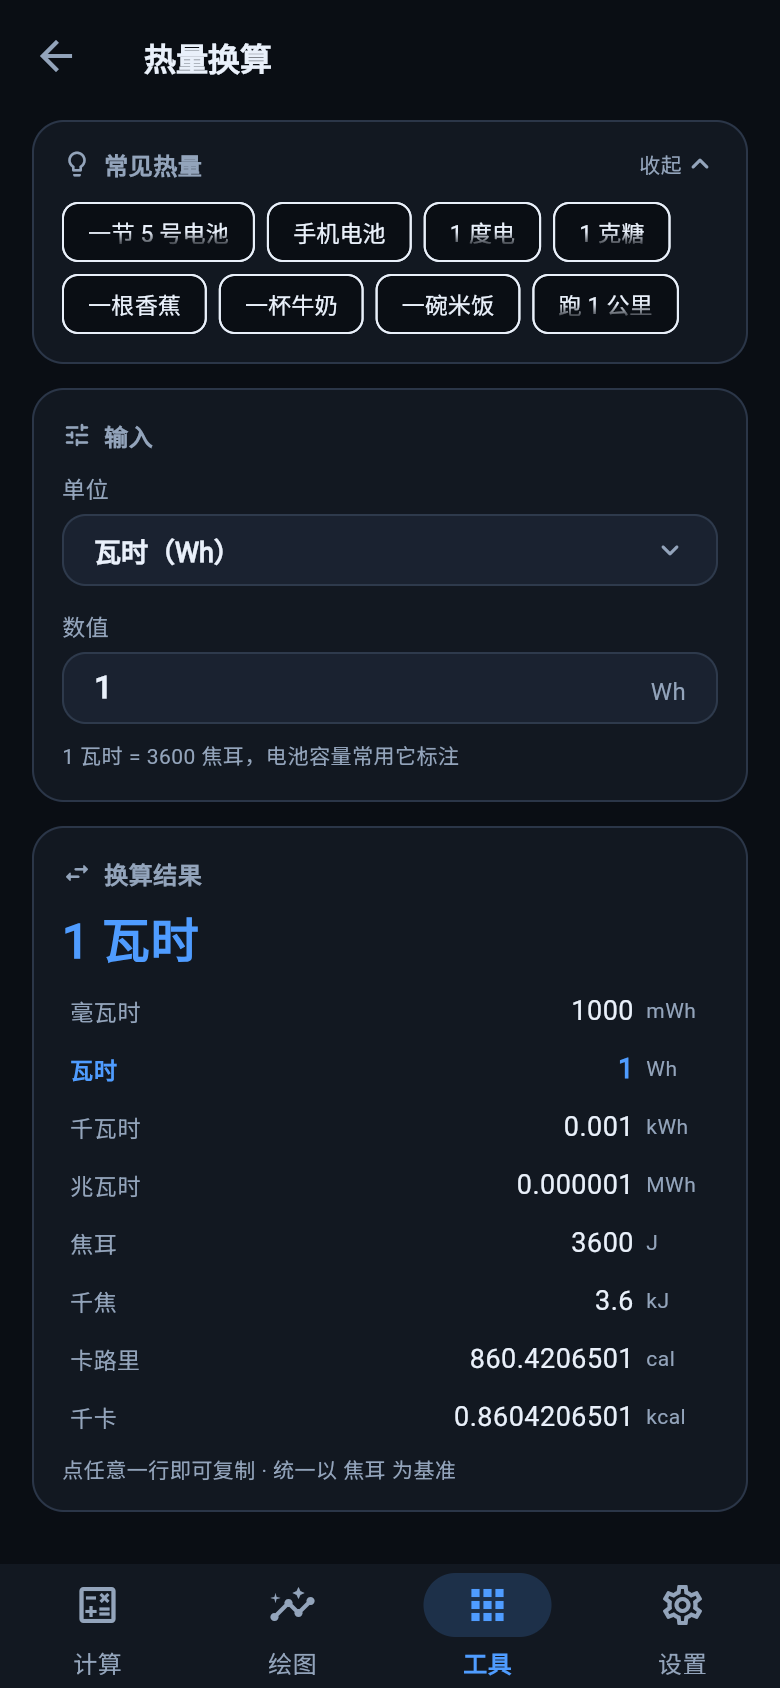 热量换算
常见热量 收起
一节 5 号电池 手机电池 1 度电 1 克糖
一根香蕉 一杯牛奶 一碗米饭 跑 1 公里
输入
单位
瓦时（Wh）
数值
1 Wh
1 瓦时 = 3600 焦耳，电池容量常用它标注
换算结果
1 瓦时
毫瓦时 1000 mWh
瓦时 1 Wh
千瓦时 0.001 kWh
兆瓦时 0.000001 MWh
焦耳 3600 J
千焦 3.6 kJ
卡路里 860.4206501 cal
千卡 0.8604206501 kcal
点任意一行即可复制 · 统一以 焦耳 为基准
计算 绘图 工具 设置